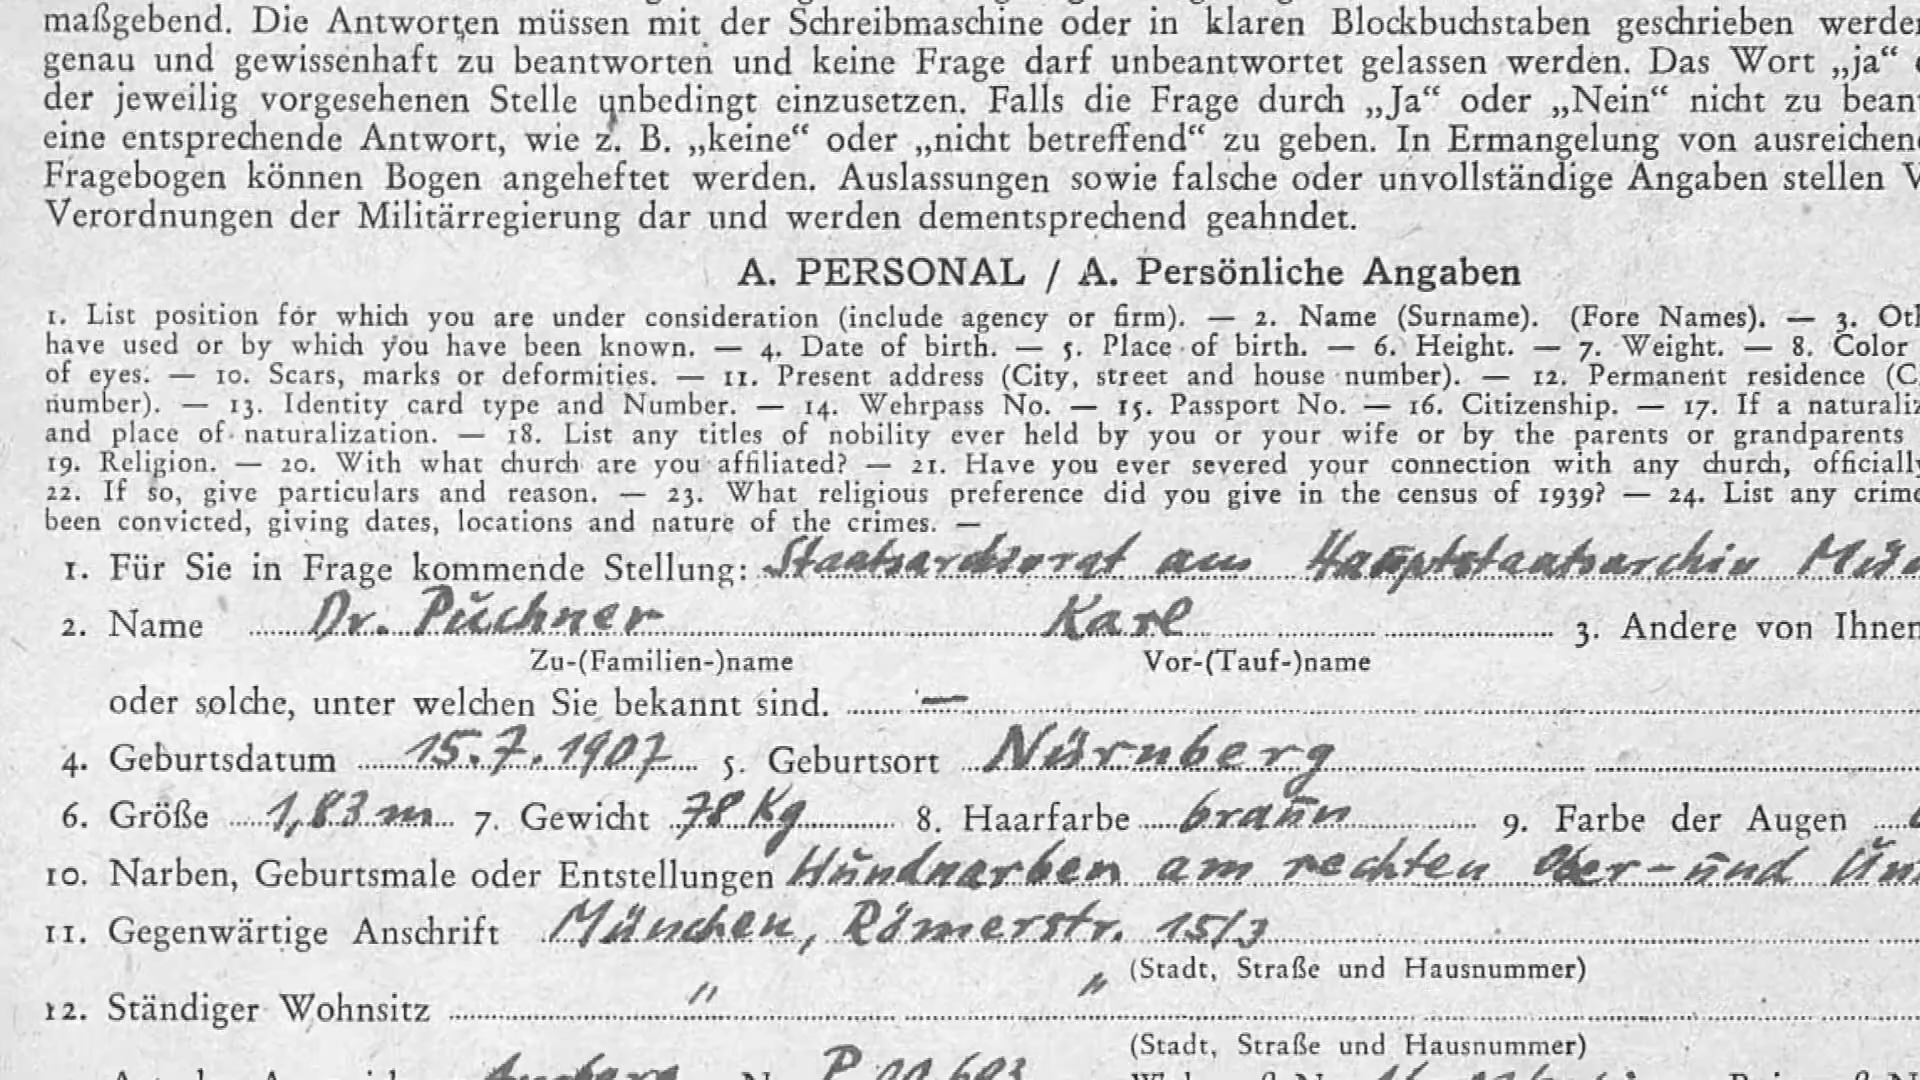 maßgebend. Die Antworten müssen mit der Schreibmaschine oder in klaren Blockbuchstaben geschrieben werde
genau und gewissenhaft zu beantworten und keine Frage darf unbeantwortet gelassen werden. Das Wort „ja“
der jeweilig vorgesehenen Stelle unbedingt einzusetzen. Falls die Frage durch „Ja“ oder „Nein“ nicht zu bean
eine entsprechende Antwort, wie z. B. „keine“ oder „nicht betreffend“ zu geben. In Ermangelung von ausreichend
Fragebogen können Bogen angeheftet werden. Auslassungen sowie falsche oder unvollständige Angaben stellen V
Verordnungen der Militärregierung dar und werden dementsprechend geahndet.
A. PERSONAL / A. Persönliche Angaben
1. List position for which you are under consideration (include agency or firm). — 2. Name (Surname). (Fore Names). — 3. Oth
have used or by which you have been known. — 4. Date of birth. — 5. Place of birth. — 6. Height. — 7. Weight. — 8. Color
of eyes. — 10. Scars, marks or deformities. — 11. Present address (City, street and house number). — 12. Permanent residence (C
number). — 13. Identity card type and Number. — 14. Wehrpass No. — 15. Passport No. — 16. Citizenship. — 17. If a naturaliz
and place of naturalization. — 18. List any titles of nobility ever held by you or your wife or by the parents or grandparents
19. Religion. — 20. With what church are you affiliated? — 21. Have you ever severed your connection with any church, officially
22. If so, give particulars and reason. — 23. What religious preference did you give in the census of 1939? — 24. List any crime
been convicted, giving dates, locations and nature of the crimes. —
1. Für Sie in Frage kommende Stellung: Staatsarchivrat am Hauptstaatsarchiv Mün
2. Name Dr. Puchner Karl 3. Andere von Ihnen
Zu-(Familien-)name Vor-(Tauf-)name
oder solche, unter welchen Sie bekannt sind. —
4. Geburtsdatum 15.7.1907 5. Geburtsort Nürnberg
6. Größe 1,83 m 7. Gewicht 78 Kg 8. Haarfarbe braun 9. Farbe der Augen
10. Narben, Geburtsmale oder Entstellungen Wundnarben am rechten Ober- und Un
11. Gegenwärtige Anschrift München, Römerstr. 15/3
(Stadt, Straße und Hausnummer)
12. Ständiger Wohnsitz " "
(Stadt, Straße und Hausnummer)